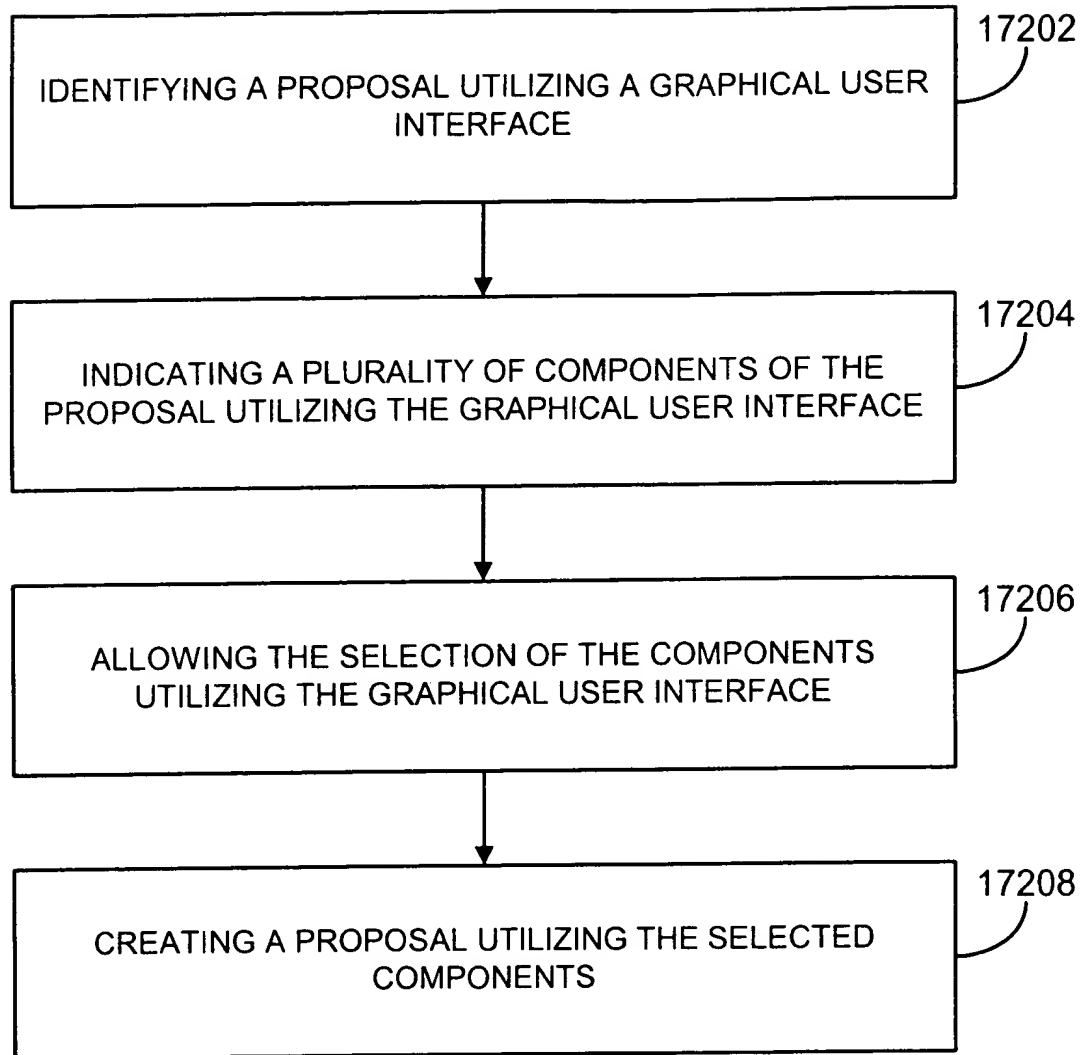 17202
IDENTIFYING A PROPOSAL UTILIZING A GRAPHICAL USER
INTERFACE
17204
INDICATING A PLURALITY OF COMPONENTS OF THE
PROPOSAL UTILIZING THE GRAPHICAL USER INTERFACE
17206
ALLOWING THE SELECTION OF THE COMPONENTS
UTILIZING THE GRAPHICAL USER INTERFACE
17208
CREATING A PROPOSAL UTILIZING THE SELECTED
COMPONENTS